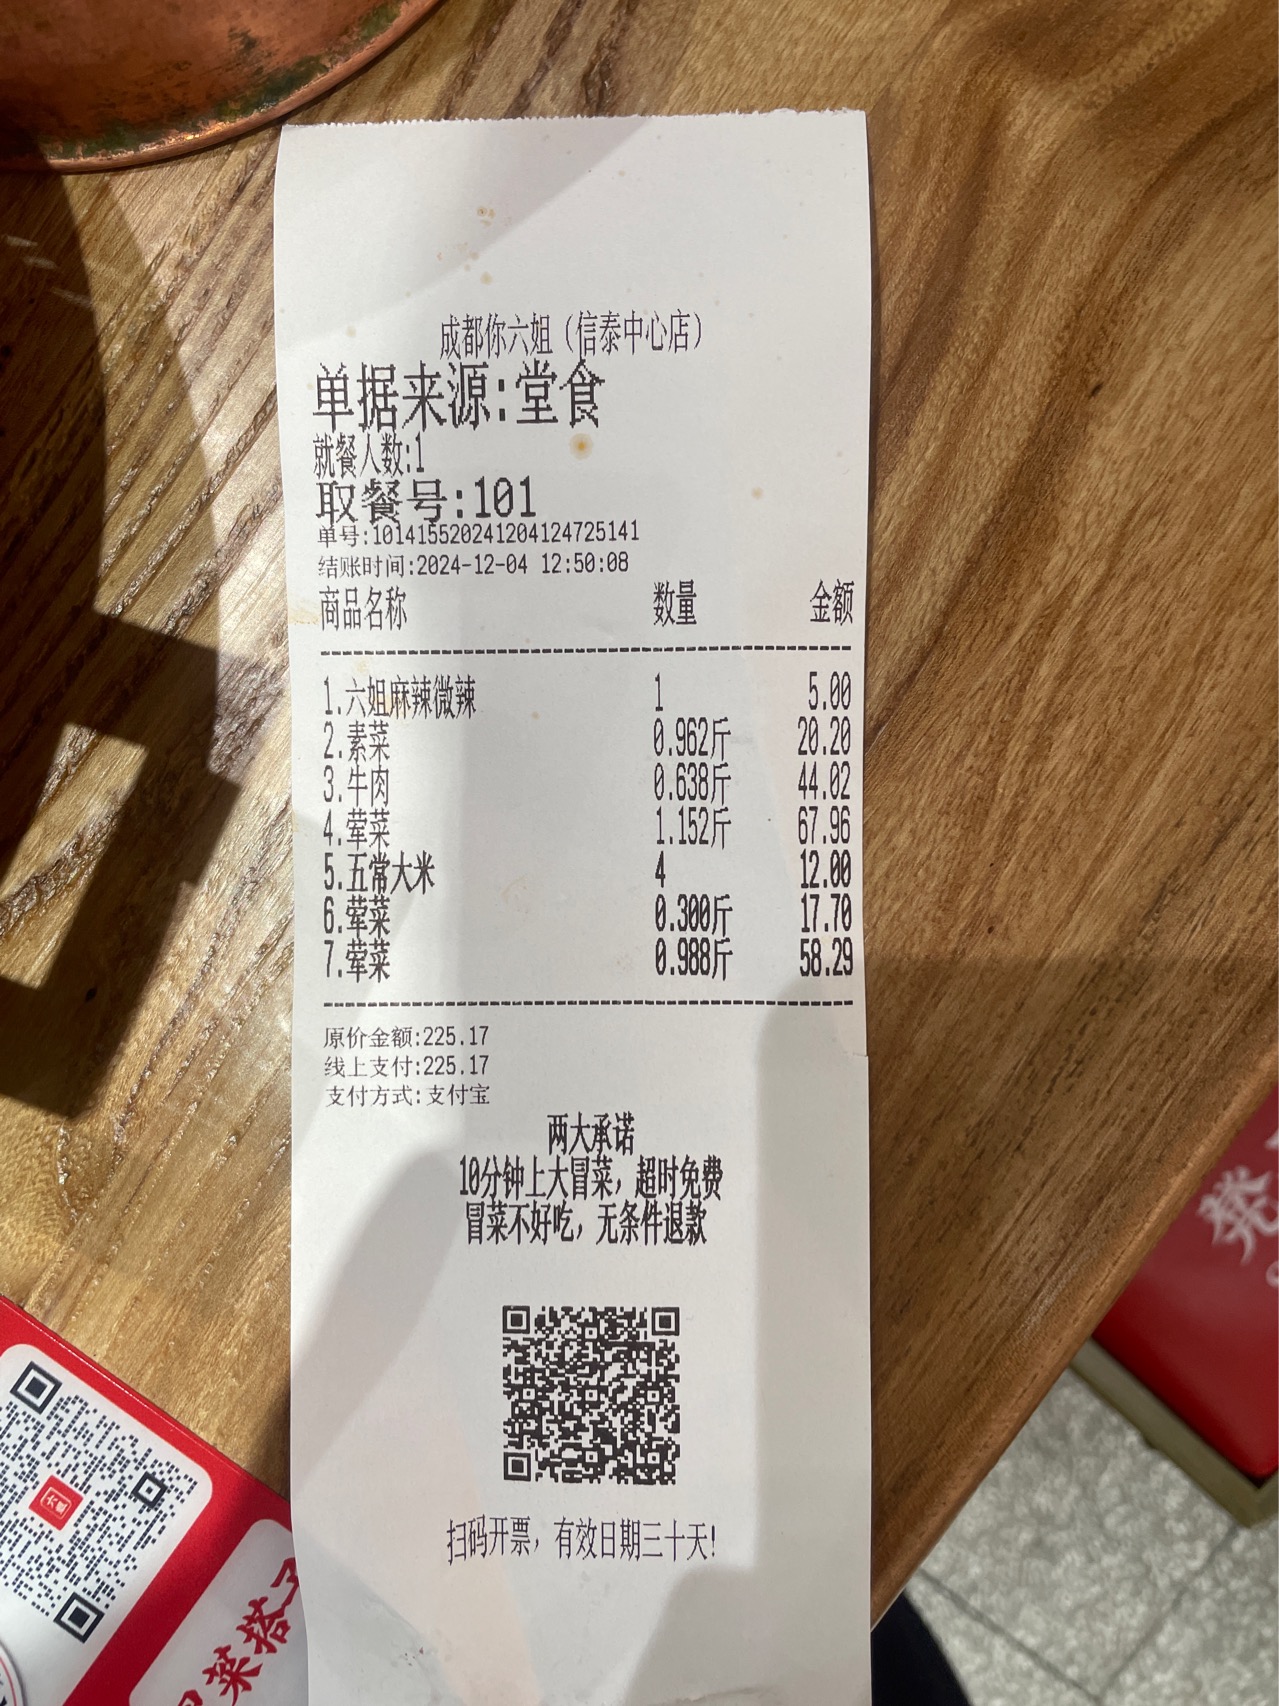 成都你六姐（信泰中心店）
单据来源:堂食
就餐人数:1
取餐号:101
单号:101415520241204124725141
结账时间:2024-12-04 12:50:08
商品名称 数量 金额
1.六姐麻辣微辣 1 5.00
2.素菜 0.962斤 20.20
3.牛肉 0.638斤 44.02
4.荤菜 1.152斤 67.96
5.五常大米 4 12.00
6.荤菜 0.300斤 17.70
7.荤菜 0.988斤 58.29
原价金额:225.17
线上支付:225.17
支付方式:支付宝
两大承诺
10分钟上大冒菜，超时免费
冒菜不好吃，无条件退款
扫码开票，有效日期三十天!
菜搭子